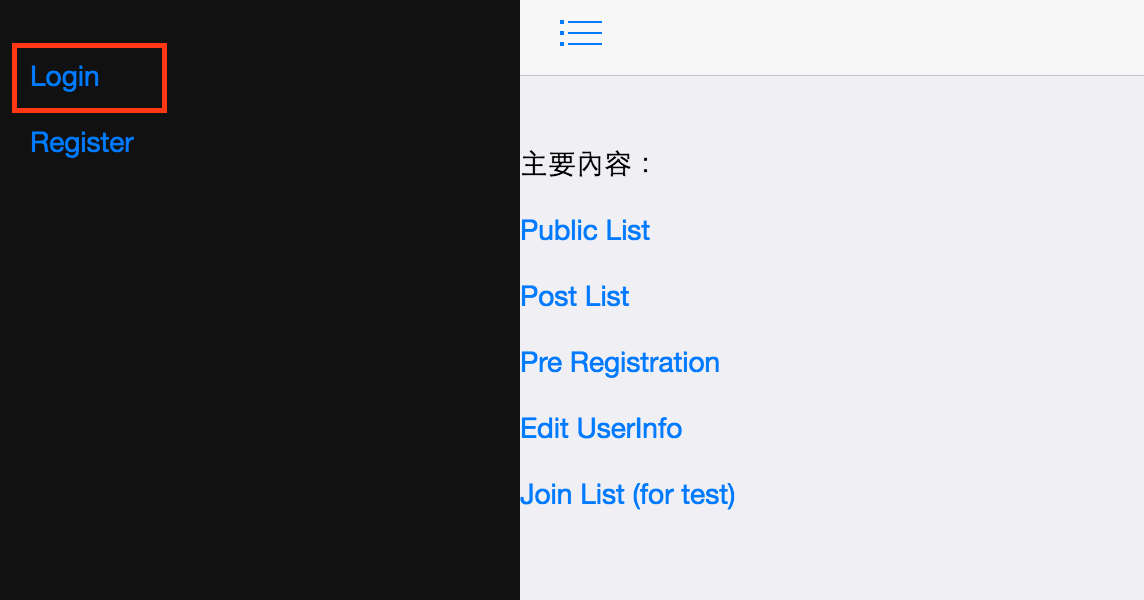 Login
Register
主要內容：
Public List
Post List
Pre Registration
Edit UserInfo
Join List (for test)